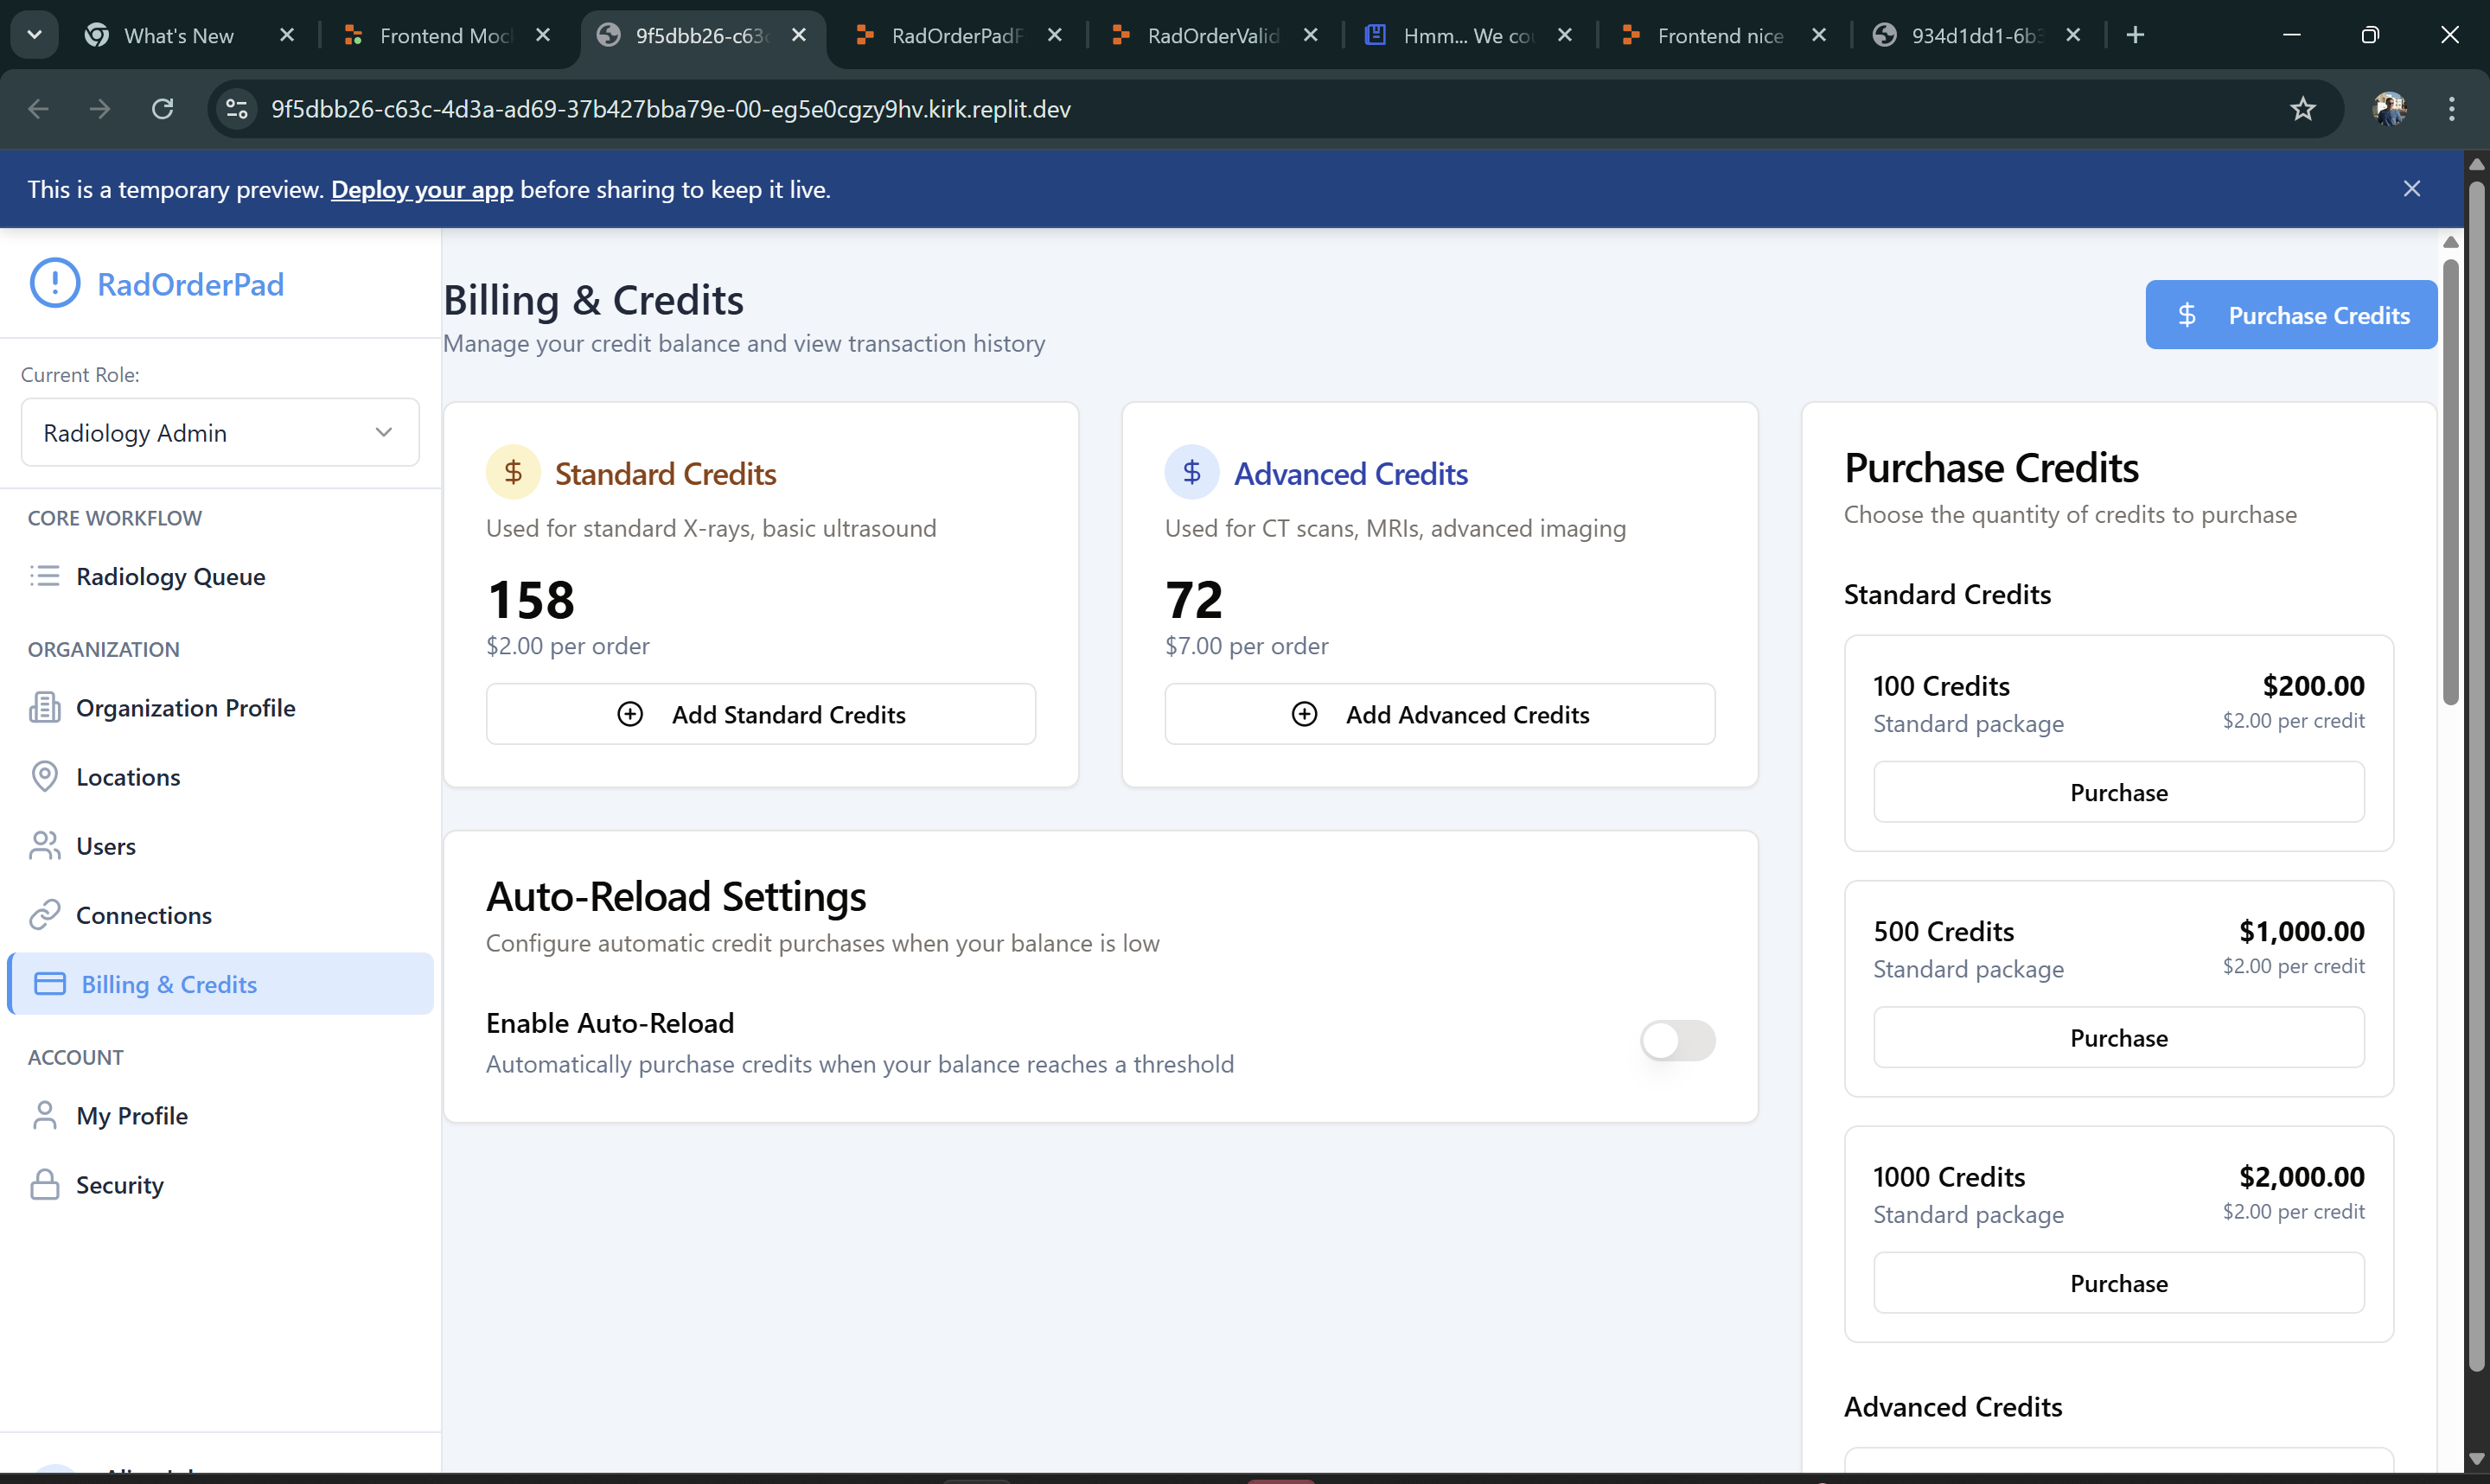 What's New
Frontend Moc
9f5dbb26-c63c
RadOrderPadF
RadOrderValid
Hmm... We cou
Frontend nice
934d1dd1-6b3
9f5dbb26-c63c-4d3a-ad69-37b427bba79e-00-eg5e0cgzy9hv.kirk.replit.dev
This is a temporary preview. Deploy your app before sharing to keep it live.
RadOrderPad
Current Role:
Radiology Admin
CORE WORKFLOW
Radiology Queue
ORGANIZATION
Organization Profile
Locations
Users
Connections
Billing & Credits
ACCOUNT
My Profile
Security
Billing & Credits
Manage your credit balance and view transaction history
$ Purchase Credits
$ Standard Credits
Used for standard X-rays, basic ultrasound
158
$2.00 per order
Add Standard Credits
$ Advanced Credits
Used for CT scans, MRIs, advanced imaging
72
$7.00 per order
Add Advanced Credits
Auto-Reload Settings
Configure automatic credit purchases when your balance is low
Enable Auto-Reload
Automatically purchase credits when your balance reaches a threshold
Purchase Credits
Choose the quantity of credits to purchase
Standard Credits
100 Credits $200.00
Standard package $2.00 per credit
Purchase
500 Credits $1,000.00
Standard package $2.00 per credit
Purchase
1000 Credits $2,000.00
Standard package $2.00 per credit
Purchase
Advanced Credits